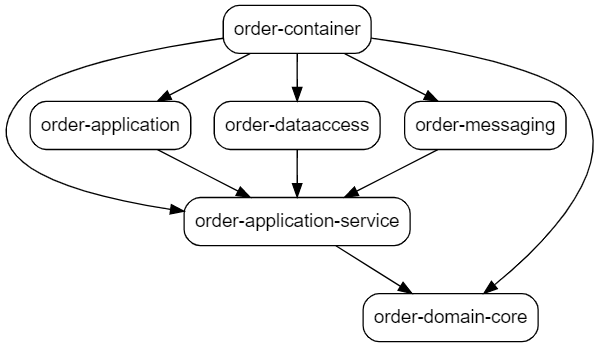 order-container
order-application
order-dataaccess
order-messaging
order-application-service
order-domain-core